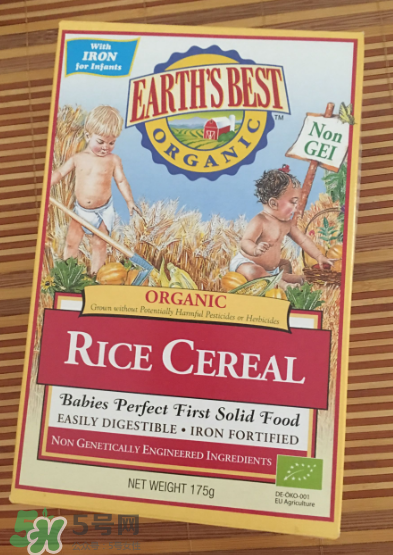 With
IRON
for Infants
EARTH'S BEST
TM
ORGANIC
Non
GEI
ORGANIC
Grown without Potentially Harmful Pesticides or Herbicides
RICE CEREAL
Babies Perfect First Solid Food
EASILY DIGESTIBLE • IRON FORTIFIED
NON GENETICALLY ENGINEERED INGREDIENTS
NET WEIGHT 175g
DE-ÖKO-001
EU Agriculture
5号网